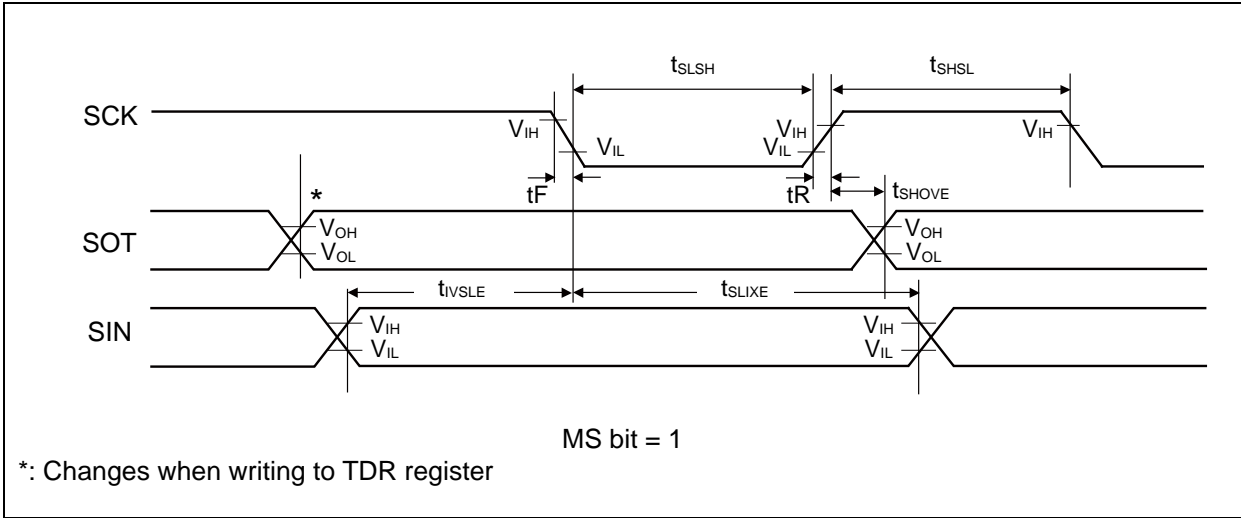 tSLSH tSHSL
SCK
VIH VIL VIH VIL VIH
tF tR tSHOVE
*
SOT
VOH VOH
VOL VOL
tIVSLE tSLIXE
SIN
VIH VIH
VIL VIL
MS bit = 1
*: Changes when writing to TDR register